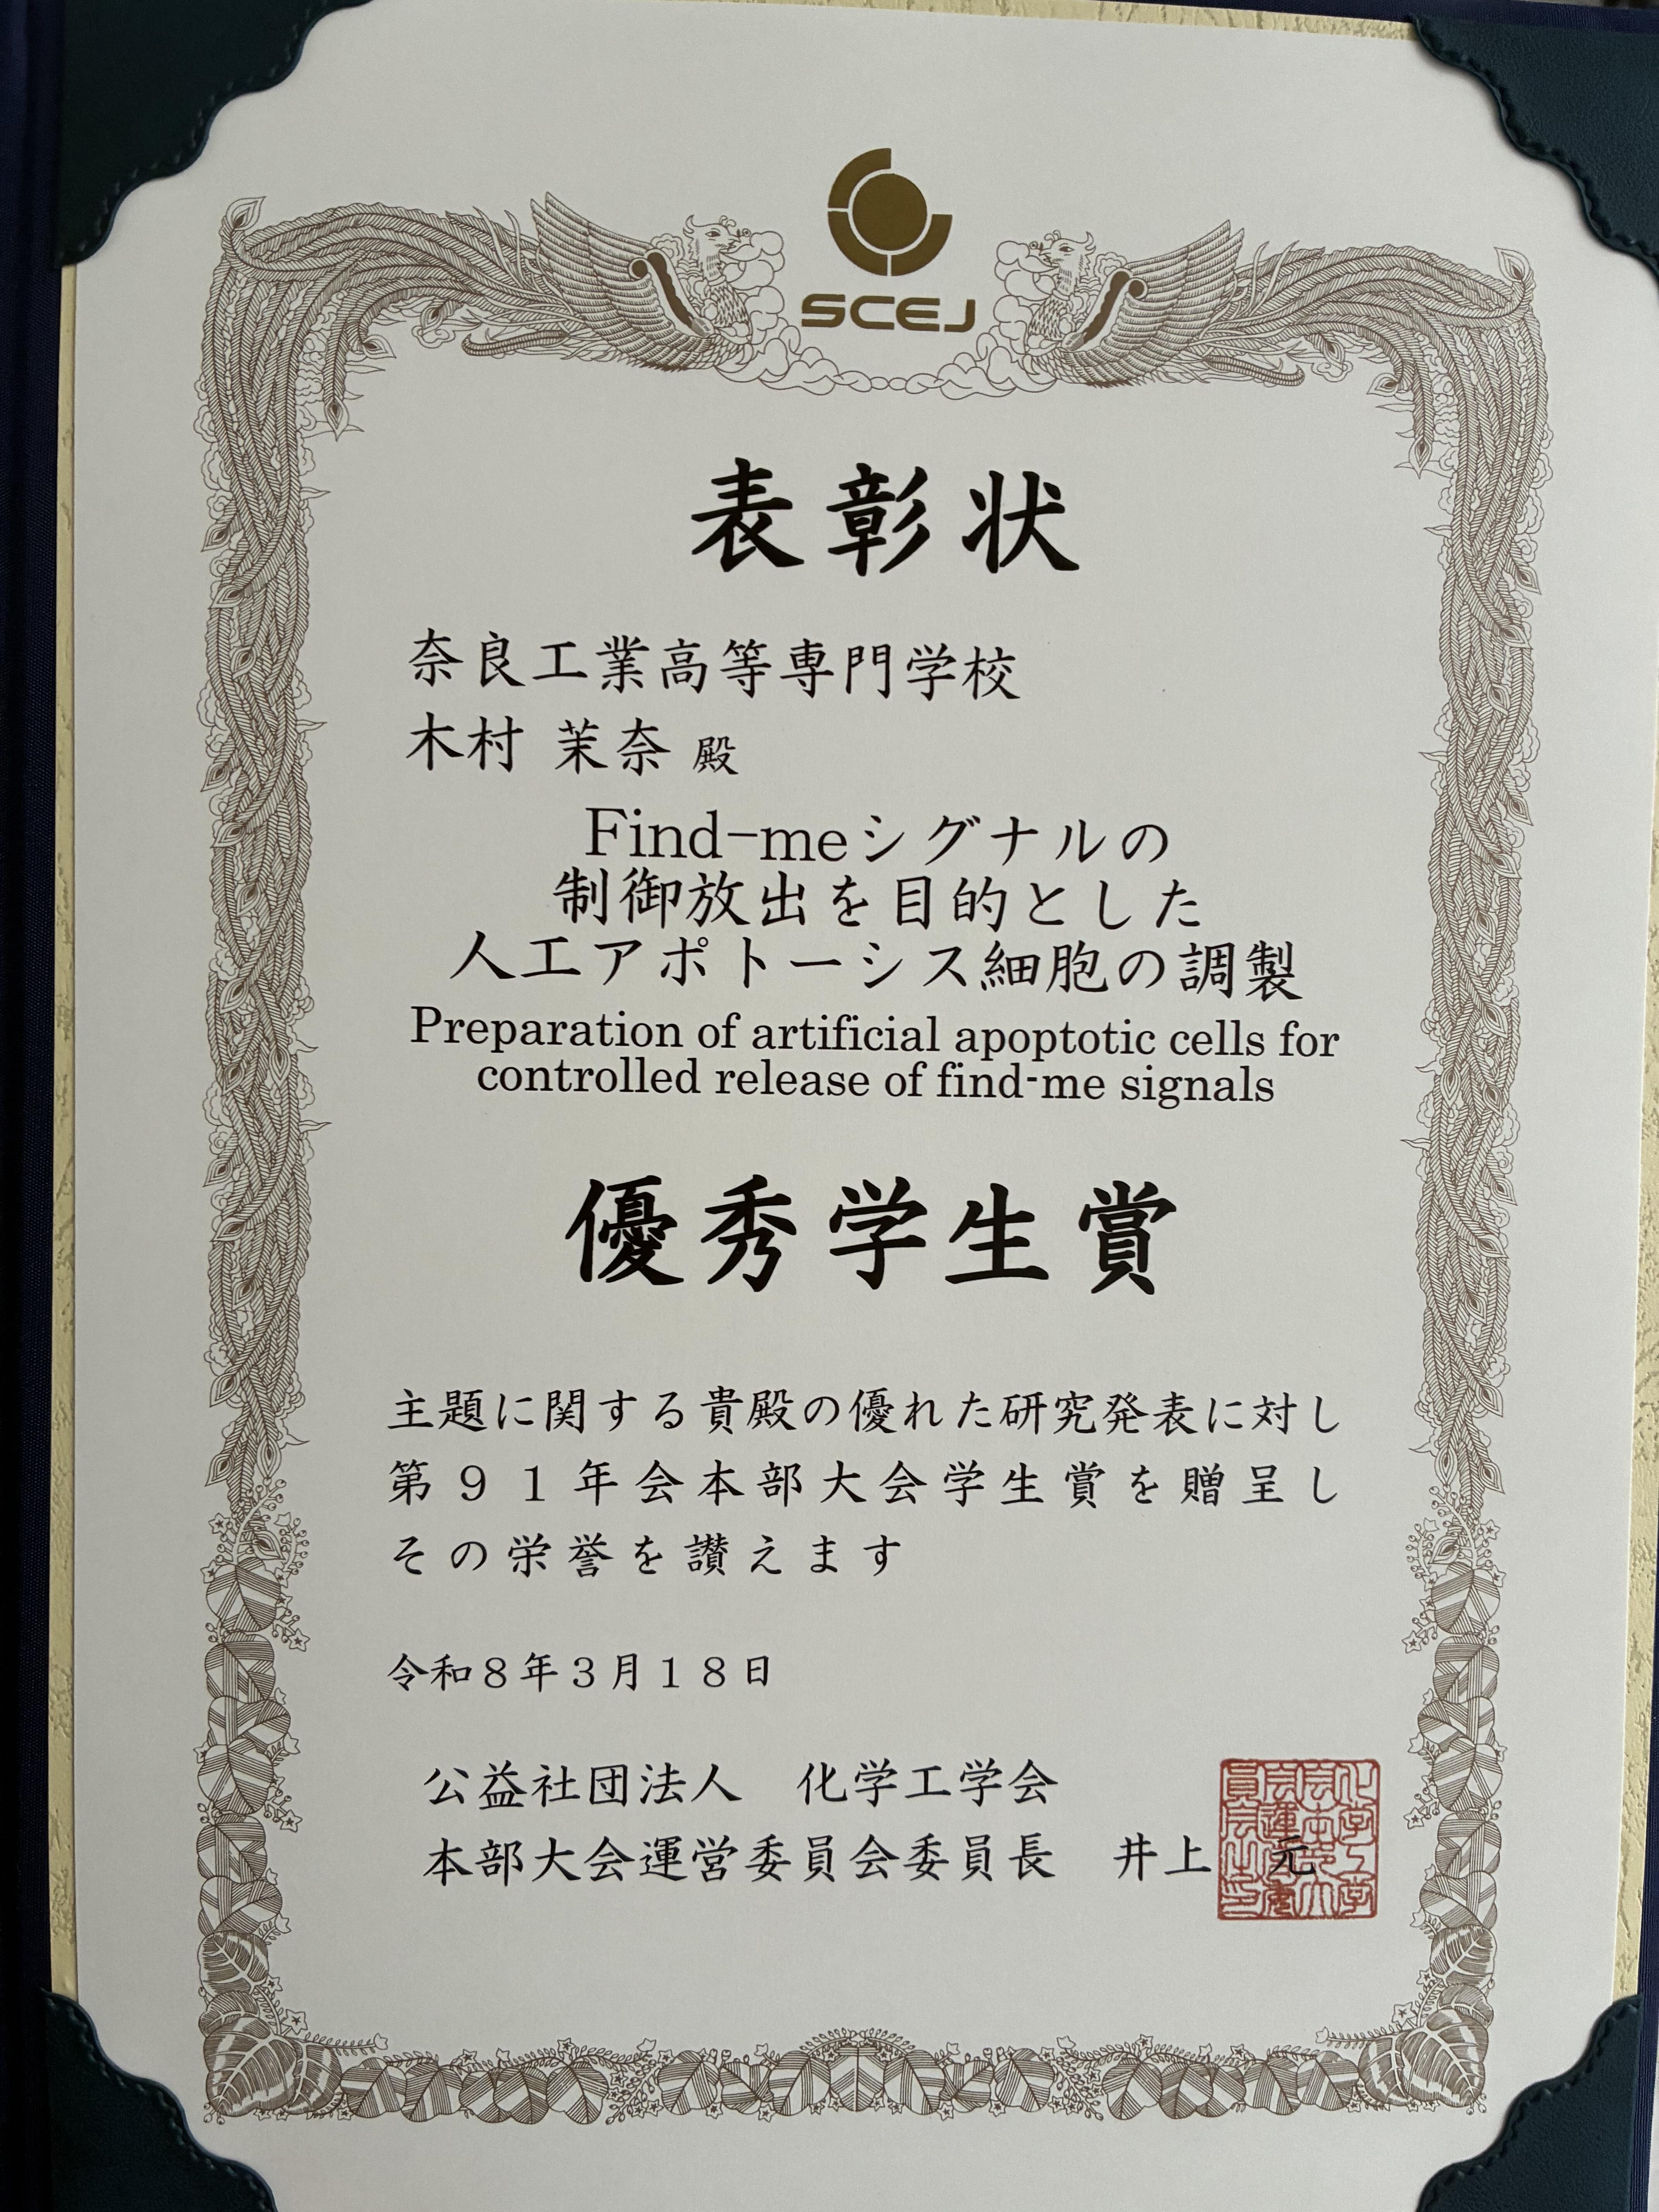 SCEJ
表彰状
奈良工業高等専門学校
木村 茉奈 殿
Find-meシグナルの
制御放出を目的とした
人工アポトーシス細胞の調製
Preparation of artificial apoptotic cells for
controlled release of find-me signals
優秀学生賞
主題に関する貴殿の優れた研究発表に対し
第９１年会本部大会学生賞を贈呈し
その栄誉を讃えます
令和８年３月１８日
公益社団法人　化学工学会
本部大会運営委員会委員長　井上　元